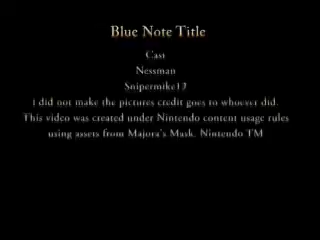 Blue Note Title
Cast
Nessman
Snipermike12
I did not make the pictures credit goes to whoever did.
This video was created under Nintendo content usage rules
using assets from Majora's Mask. Nintendo TM